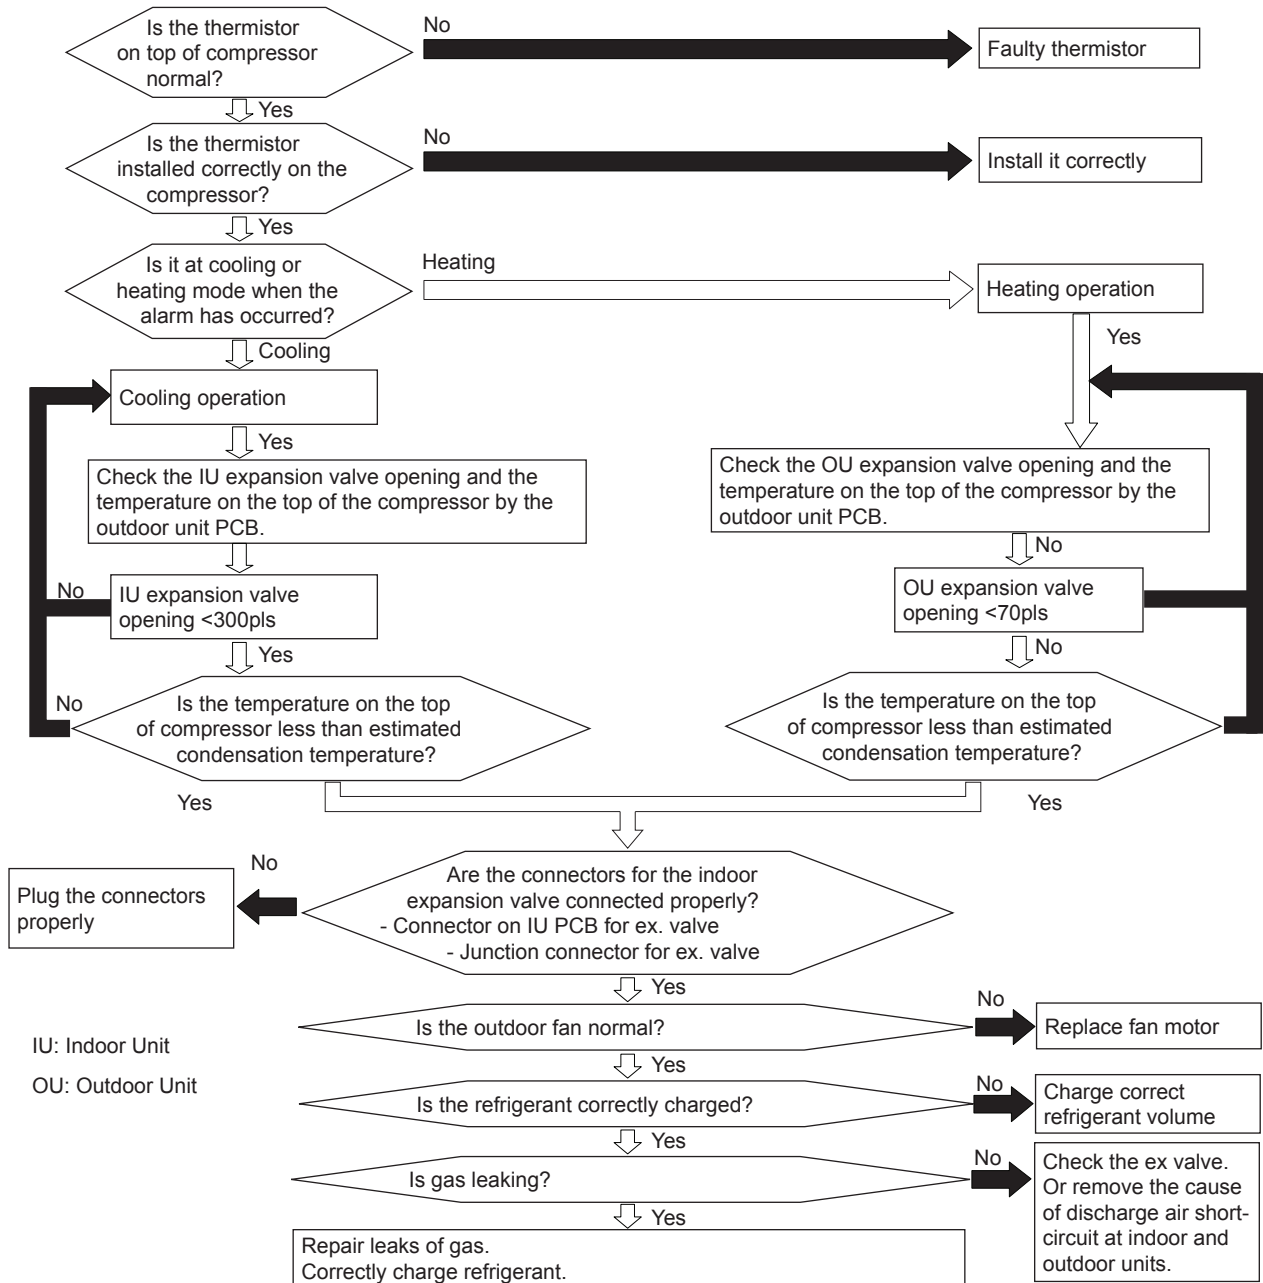 Is the thermistor
on top of compressor
normal?
No
Faulty thermistor
Yes
Is the thermistor
installed correctly on the
compressor?
No
Install it correctly
Yes
Is it at cooling or
heating mode when the
alarm has occurred?
Heating
Heating operation
Cooling
Yes
Cooling operation
Yes
Check the IU expansion valve opening and the
temperature on the top of the compressor by the
outdoor unit PCB.
Check the OU expansion valve opening and the
temperature on the top of the compressor by the
outdoor unit PCB.
No
No
IU expansion valve
opening <300pls
OU expansion valve
opening <70pls
Yes
No
No
Is the temperature on the top
of compressor less than estimated
condensation temperature?
Is the temperature on the top
of compressor less than estimated
condensation temperature?
Yes
Yes
No
Plug the connectors
properly
Are the connectors for the indoor
expansion valve connected properly?
- Connector on IU PCB for ex. valve
- Junction connector for ex. valve
Yes
Is the outdoor fan normal?
No
Replace fan motor
IU: Indoor Unit
OU: Outdoor Unit
Yes
Is the refrigerant correctly charged?
No
Charge correct
refrigerant volume
Yes
Is gas leaking?
No
Check the ex valve.
Or remove the cause
of discharge air short-
circuit at indoor and
outdoor units.
Yes
Repair leaks of gas.
Correctly charge refrigerant.